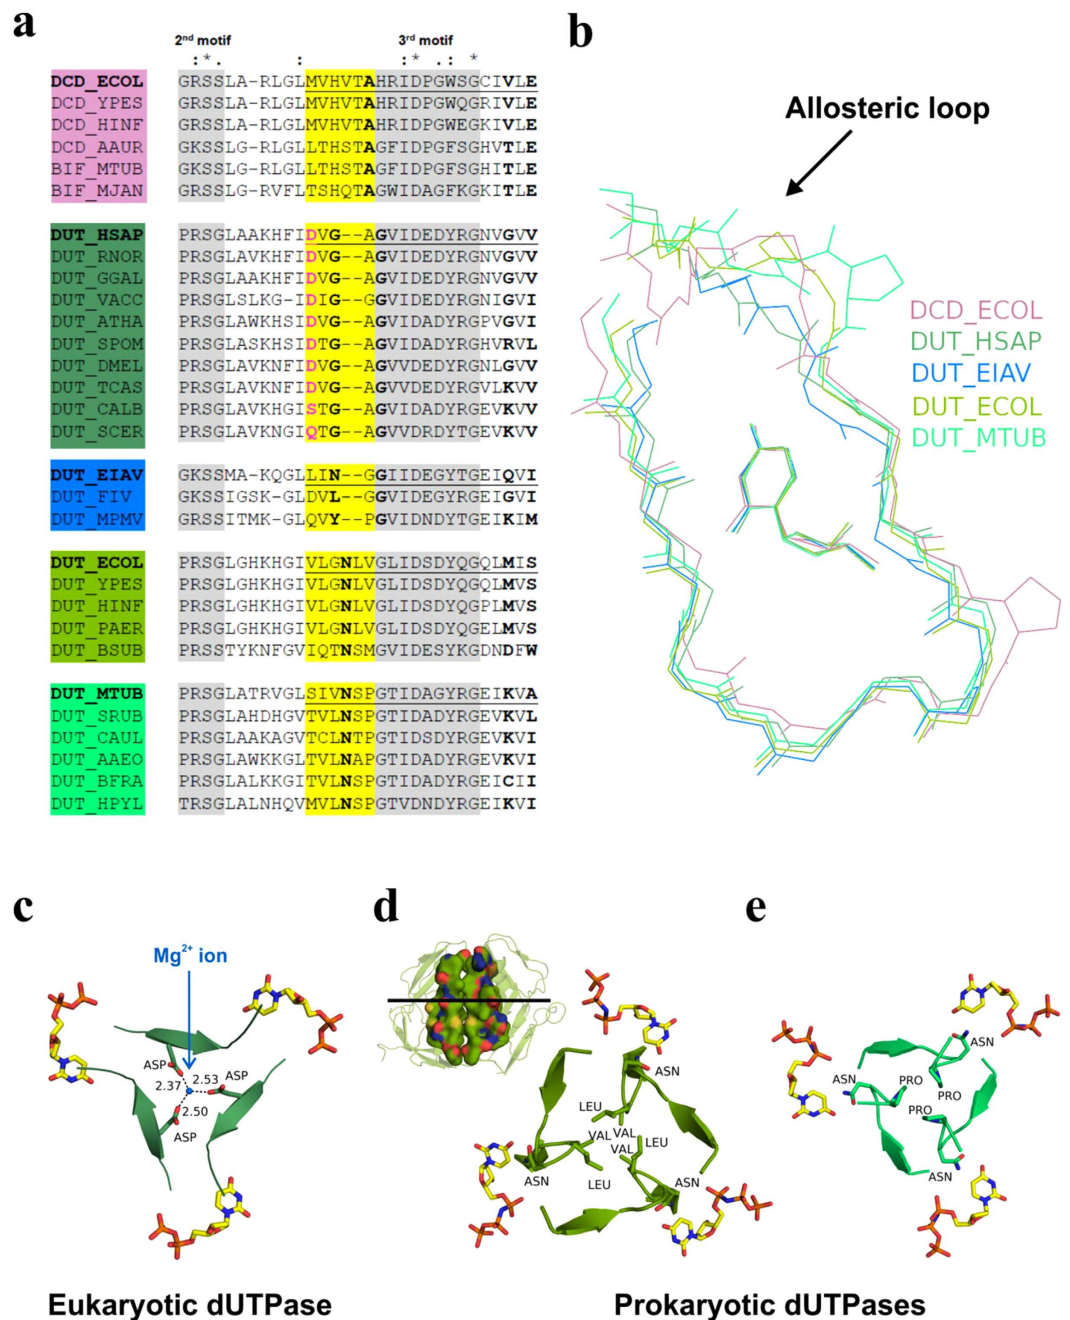 a
2nd motif 3rd motif
:*. : :* .: *
DCD_ECOL GRSSLA-RLGLMVHVTAHRIDPGWSGCIVLE
DCD_YPES GRSSLA-RLGLMVHVTAHRIDPGWQGRIVLE
DCD_HINF GRSSLA-RLGLMVHVTAHRIDPGWEGKIVLE
DCD_AAUR GKSSLG-RLGLLTHSTAGFIDPGFSGHVTLE
BIF_MTUB GKSSLG-RLGLLTHSTAGFIDPGFSGHITLE
BIF_MJAN GRSSLG-RVFLTSHQTAGWIDAGFKGKITLE
DUT_HSAP PRSGLAAKHFIDVG--AGVIDEDYRGNVGVV
DUT_RNOR PRSGLAVKHFIDVG--AGVIDEDYRGNVGVV
DUT_GGAL PRSGLAAKHFIDVG--AGVIDEDYRGNVGVV
DUT_VACC PRSGLSLKG-IDIG--GGVIDEDYRGNIGVI
DUT_ATHA PRSGLAWKHSIDVG--AGVIDADYRGPVGVI
DUT_SPOM PRSGLASKHSIDTG--AGVIDADYRGHVRVL
DUT_DMEL PRSGLAVKNFIDVG--AGVVDEDYRGNLGVV
DUT_TCAS PRSGLAVKNFIDVG--AGVVDEDYRGVLKVV
DUT_CALB PRSGLAVKHGISTG--AGVVDADYRGEVKVV
DUT_SCER PRSGLAVKNGIQTG--AGVVDRDYTGEVKVV
DUT_EIAV GKSSMA-KQGLLIN--GGIIDEGYTGEIQVI
DUT_FIV GKSSIGSK-GLDVL--GGVIDEGYRGEIGVI
DUT_MPMV GRSSITMK-GLQVY--PGVIDNDYTGEIKIM
DUT_ECOL PRSGLGHKHGIVLGNLVGLIDSDYQGQLMIS
DUT_YPES PRSGLGHKHGIVLGNLVGLIDSDYQGQLMVS
DUT_HINF PRSGLGHKHGIVLGNLVGLIDSDYQGPLMVS
DUT_PAER PRSGLGHKHGIVLGNLVGLIDSDYQGELMVS
DUT_BSUB PRSSTYKNFGVIQTNSMGVIDESYKGDNDFW
DUT_MTUB PRSGLATRVGLSIVNSPGTIDAGYRGEIKVA
DUT_SRUB PRSGLAHDHGVTVLNSPGTIDADYRGEVKVL
DUT_CAUL PRSGLAAKAGVTCLNTPGTIDADYRGEVKVI
DUT_AAEO PRSGLAWKKGLTVLNAPGTIDADYRGEVKVI
DUT_BFRA PRSGLALKKGITVLNSPGTIDADYRGEICII
DUT_HPYL TRSGLALNHQVMVLNSPGTVDNDYRGEIKVI
b
Allosteric loop
DCD_ECOL
DUT_HSAP
DUT_EIAV
DUT_ECOL
DUT_MTUB
c
Mg2+ ion
ASP
2.53
ASP
2.37
2.50
ASP
d
ASN
LEU
VAL
VAL
LEU
VAL
ASN
LEU
ASN
e
ASN
ASN
PRO
PRO
PRO
ASN
Eukaryotic dUTPase
Prokaryotic dUTPases